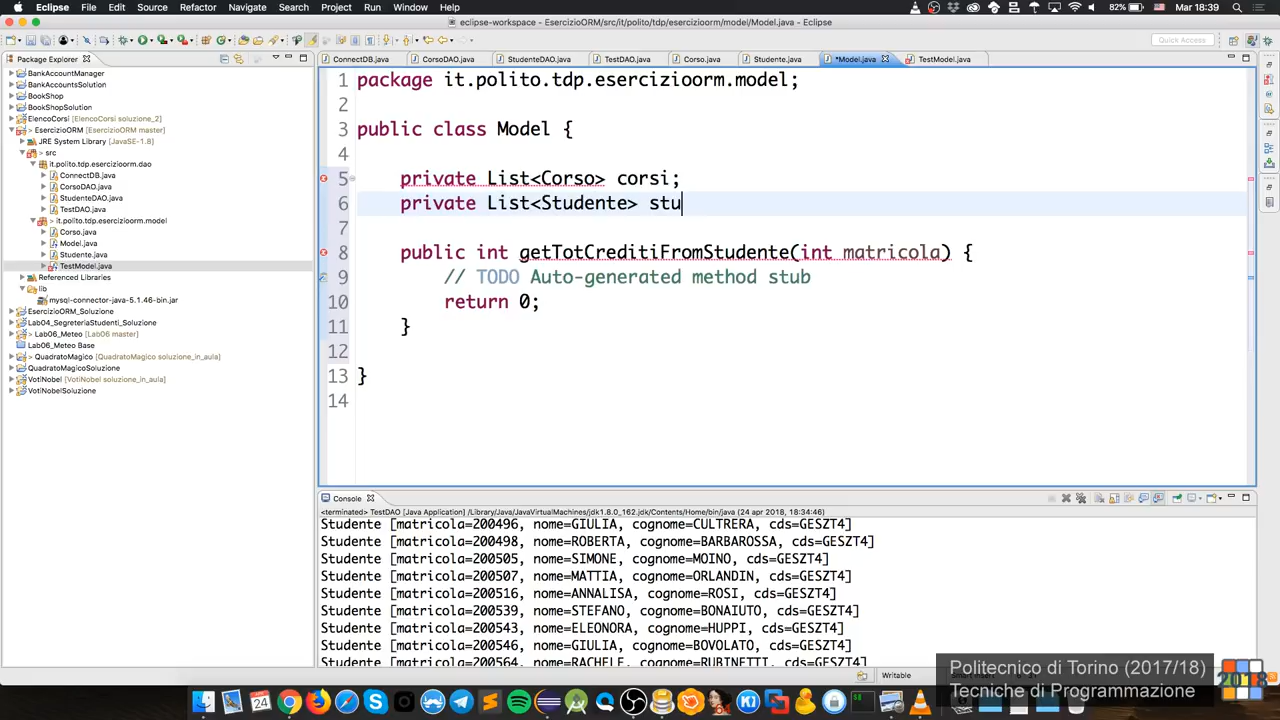 Eclipse File Edit Source Refactor Navigate Search Project Run Window Help 82% Mar 18:39
eclipse-workspace - EsercizioORM/src/it/polito/tdp/esercizioorm/model/Model.java - Eclipse
Quick Access
Package Explorer
ConnectDB.java CorsoDAO.java StudenteDAO.java TestDAO.java Corso.java Studente.java *Model.java TestModel.java
BankAccountManager
BankAccountsSolution
BookShop
BookShopSolution
ElencoCorsi [ElencoCorsi soluzione_2]
> EsercizioORM [EsercizioORM master]
JRE System Library [JavaSE-1.8]
> src
it.polito.tdp.esercizioorm.dao
ConnectDB.java
CorsoDAO.java
StudenteDAO.java
TestDAO.java
> it.polito.tdp.esercizioorm.model
Corso.java
Model.java
Studente.java
TestModel.java
Referenced Libraries
lib
mysql-connector-java-5.1.46-bin.jar
EsercizioORM_Soluzione
Lab04_SegreteriaStudenti_Soluzione
> Lab06_Meteo [Lab06 master]
Lab06_Meteo Base
> QuadratoMagico [QuadratoMagico soluzione_in_aula]
QuadratoMagicoSoluzione
VotiNobel [VotiNobel soluzione_in_aula]
VotiNobelSoluzione
1 package it.polito.tdp.esercizioorm.model;
2
3 public class Model {
4
5 private List<Corso> corsi;
6 private List<Studente> stu
7
8 public int getTotCreditiFromStudente(int matricola) {
9 // TODO Auto-generated method stub
10 return 0;
11 }
12
13 }
14
Console
<terminated> TestDAO [Java Application] /Library/Java/JavaVirtualMachines/jdk1.8.0_162.jdk/Contents/Home/bin/java (24 apr 2018, 18:34:46)
Studente [matricola=200496, nome=GIULIA, cognome=CULTRERA, cds=GESZT4]
Studente [matricola=200498, nome=ROBERTA, cognome=BARBAROSSA, cds=GESZT4]
Studente [matricola=200505, nome=SIMONE, cognome=MOINO, cds=GESZT4]
Studente [matricola=200507, nome=MATTIA, cognome=ORLANDIN, cds=GESZT4]
Studente [matricola=200516, nome=ANNALISA, cognome=ROSI, cds=GESZT4]
Studente [matricola=200539, nome=STEFANO, cognome=BONAIUTO, cds=GESZT4]
Studente [matricola=200543, nome=ELEONORA, cognome=HUPPI, cds=GESZT4]
Studente [matricola=200546, nome=GIULIA, cognome=BOVOLATO, cds=GESZT4]
Studente [matricola=200564, nome=RACHELE, cognome=RUBINETTI, cds=GESZT4]
Writable
Politecnico di Torino (2017/18)
Tecniche di Programmazione
2018